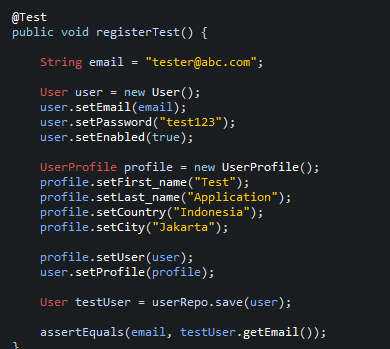 @Test
public void registerTest() {
String email = "tester@abc.com";
User user = new User();
user.setEmail(email);
user.setPassword("test123");
user.setEnabled(true);
UserProfile profile = new UserProfile();
profile.setFirst_name("Test");
profile.setLast_name("Application");
profile.setCountry("Indonesia");
profile.setCity("Jakarta");
profile.setUser(user);
user.setProfile(profile);
User testUser = userRepo.save(user);
assertEquals(email, testUser.getEmail());
}